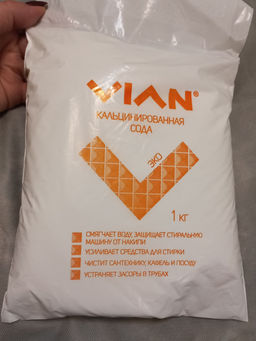 VIAN®
КАЛЬЦИНИРОВАННАЯ
СОДА
ЭКО
1 кг
СМЯГЧАЕТ ВОДУ, ЗАЩИЩАЕТ СТИРАЛЬНУЮ
МАШИНУ ОТ НАКИПИ
УСИЛИВАЕТ СРЕДСТВА ДЛЯ СТИРКИ
ЧИСТИТ САНТЕХНИКУ, КАФЕЛЬ И ПОСУДУ
УСТРАНЯЕТ ЗАСОРЫ В ТРУБАХ